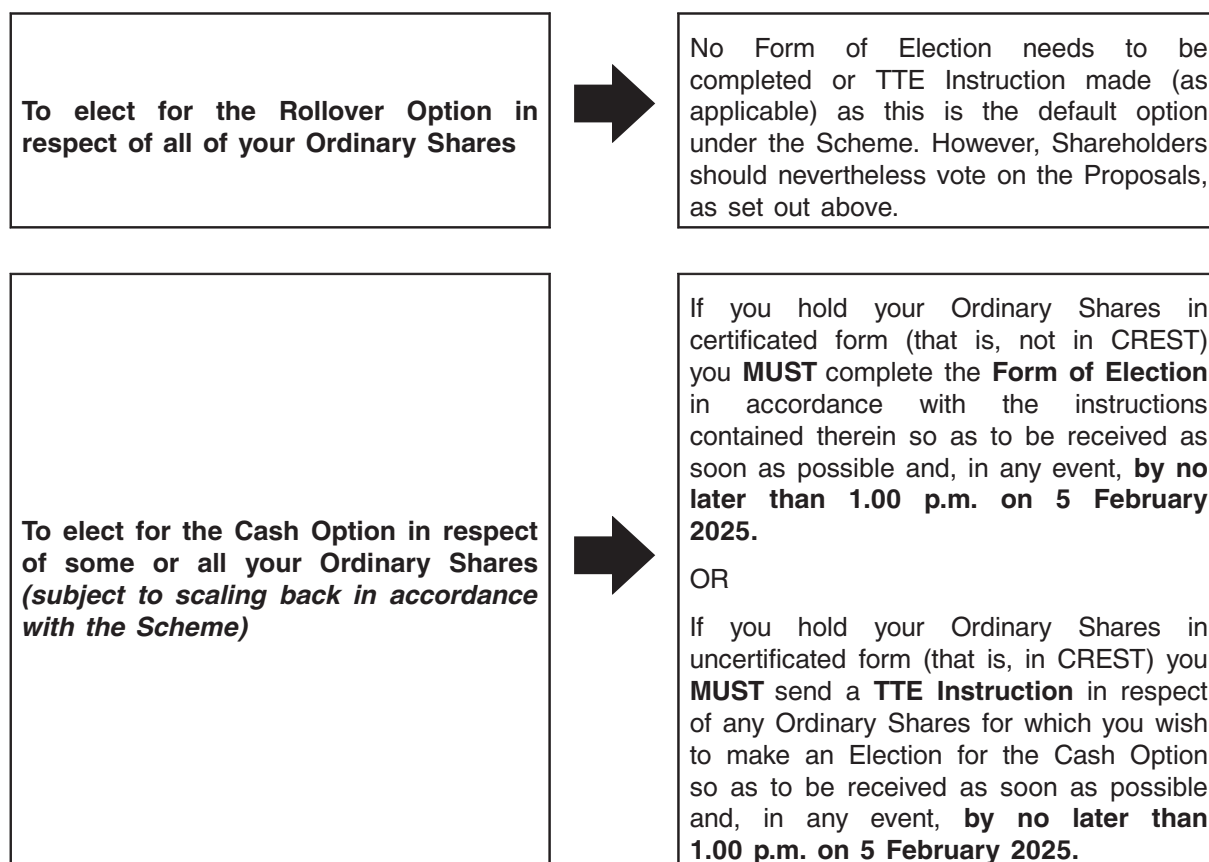 To elect for the Rollover Option in
respect of all of your Ordinary Shares
No Form of Election needs to be
completed or TTE Instruction made (as
applicable) as this is the default option
under the Scheme. However, Shareholders
should nevertheless vote on the Proposals,
as set out above.
To elect for the Cash Option in respect
of some or all your Ordinary Shares
(subject to scaling back in accordance
with the Scheme)
If you hold your Ordinary Shares in
certificated form (that is, not in CREST)
you MUST complete the Form of Election
in accordance with the instructions
contained therein so as to be received as
soon as possible and, in any event, by no
later than 1.00 p.m. on 5 February
2025.
OR
If you hold your Ordinary Shares in
uncertificated form (that is, in CREST) you
MUST send a TTE Instruction in respect
of any Ordinary Shares for which you wish
to make an Election for the Cash Option
so as to be received as soon as possible
and, in any event, by no later than
1.00 p.m. on 5 February 2025.